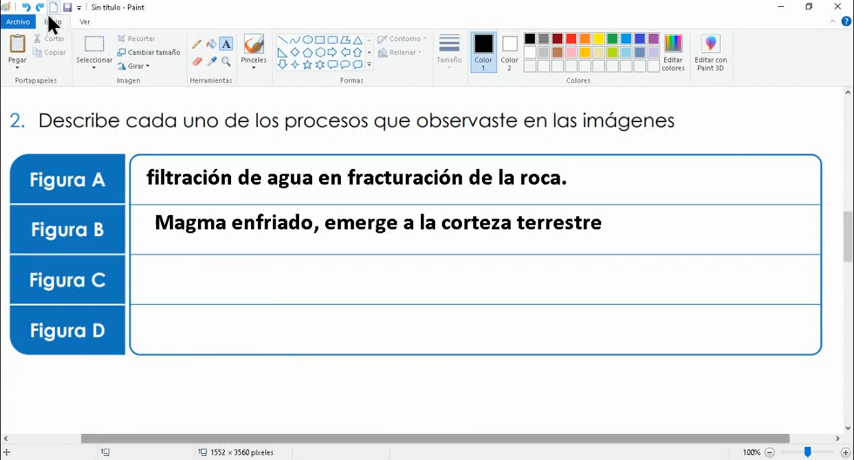 Sin título - Paint
Archivo Inicio Ver
Pegar
Cortar
Copiar
Portapapeles
Seleccionar
Recortar
Cambiar tamaño
Girar
Imagen
A
Herramientas
Pinceles
Contorno
Rellenar
Formas
Tamaño
Color 1
Color 2
Editar colores
Colores
Editar con Paint 3D
2. Describe cada uno de los procesos que observaste en las imágenes
Figura A filtración de agua en fracturación de la roca.
Figura B Magma enfriado, emerge a la corteza terrestre
Figura C
Figura D
1552 × 3560 píxeles
100%